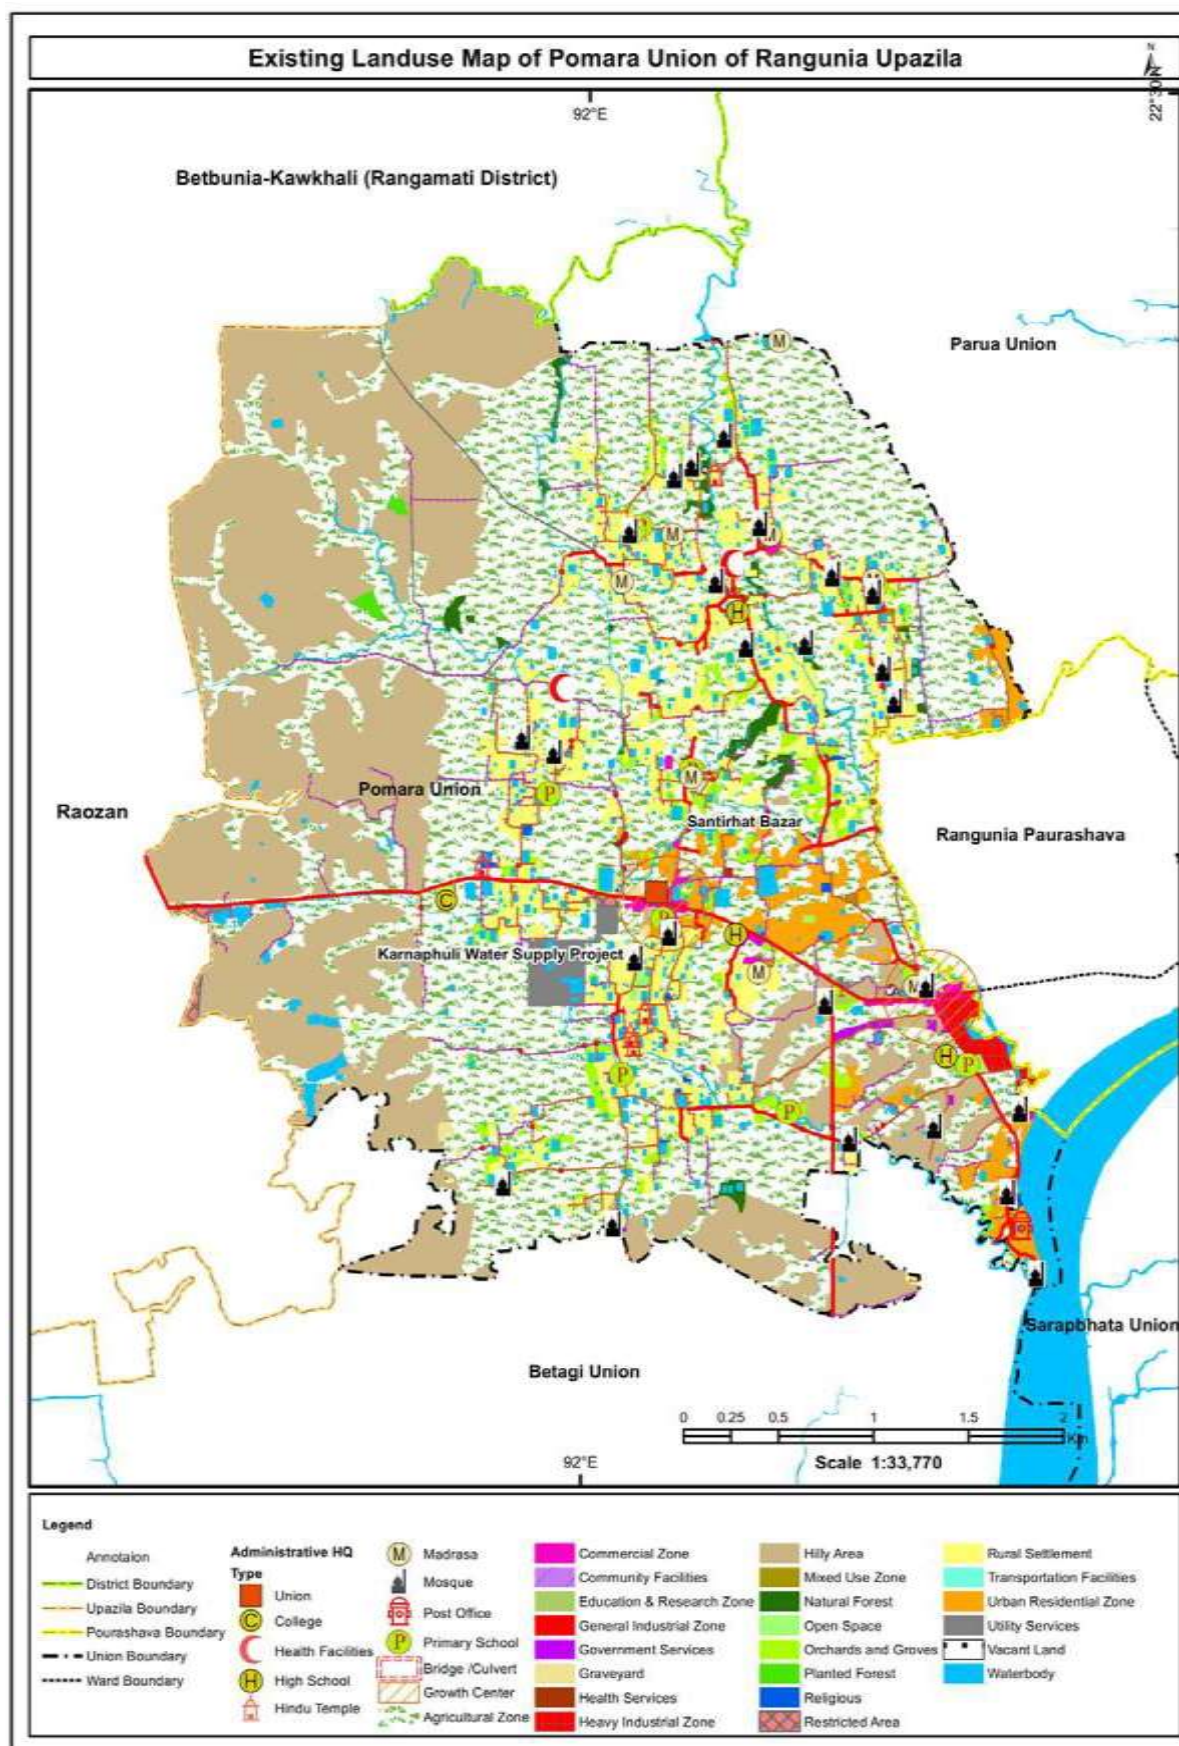 Existing Landuse Map of Pomara Union of Rangunia Upazila
N
22°30'N
92°E
Betbunia-Kawkhali (Rangamati District)
Parua Union
M
M
M
M
H
P
Pomara Union
M
P
Raozan
Santirhat Bazar
Rangunia Paurashava
C
P
H
Karnaphuli Water Supply Project
M
M
H
P
P
P
Sarapbhata Union
Betagi Union
0 0.25 0.5 1 1.5 2
Km
92°E
Scale 1:33,770
Legend
Annotaion
District Boundary
Upazila Boundary
Pourashava Boundary
Union Boundary
Ward Boundary
Administrative HQ
Type
Union
C College
Health Facilities
H High School
Hindu Temple
M Madrasa
Mosque
Post Office
P Primary School
Bridge /Culvert
Growth Center
Agricultural Zone
Commercial Zone
Community Facilities
Education & Research Zone
General Industrial Zone
Government Services
Graveyard
Health Services
Heavy Industrial Zone
Hilly Area
Mixed Use Zone
Natural Forest
Open Space
Orchards and Groves
Planted Forest
Religious
Restricted Area
Rural Settlement
Transportation Facilities
Urban Residential Zone
Utility Services
Vacant Land
Waterbody